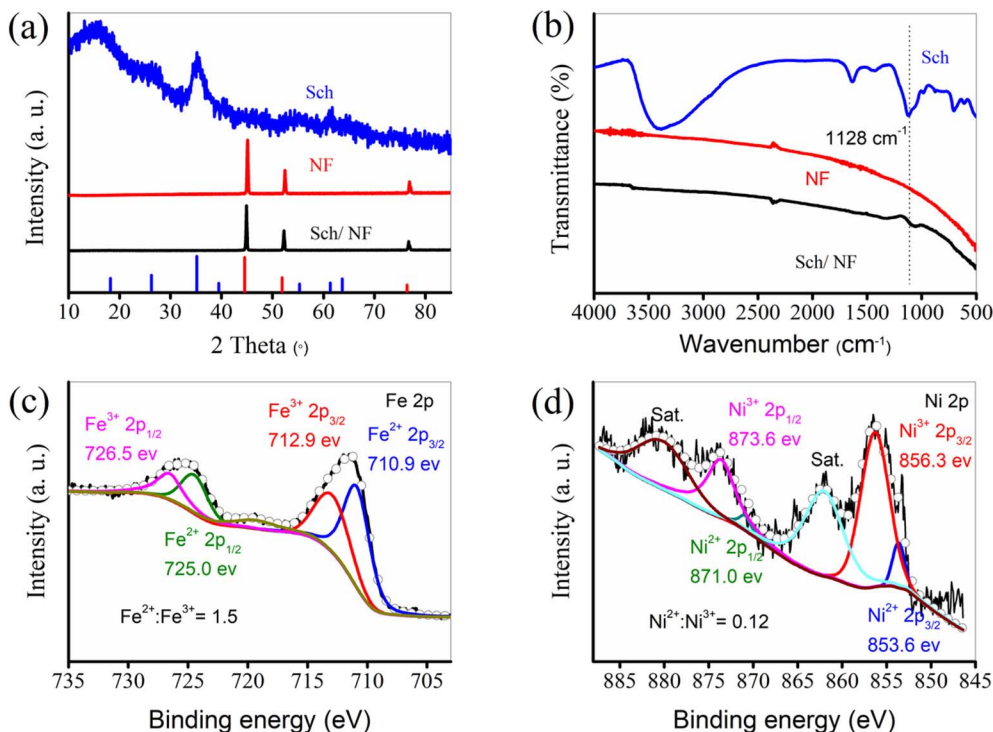 (a)
Sch
NF
Sch/ NF
Intensity (a. u.)
10 20 30 40 50 60 70 80
2 Theta (°)
(b)
Sch
1128 cm⁻¹
NF
Sch/ NF
Transmittance (%)
4000 3500 3000 2500 2000 1500 1000 500
Wavenumber (cm⁻¹)
(c)
Fe 2p
Fe³⁺ 2p₁/₂
726.5 ev
Fe³⁺ 2p₃/₂
712.9 ev
Fe²⁺ 2p₃/₂
710.9 ev
Fe²⁺ 2p₁/₂
725.0 ev
Fe²⁺:Fe³⁺= 1.5
Intensity (a. u.)
735 730 725 720 715 710 705
Binding energy (eV)
(d)
Ni 2p
Sat.
Ni³⁺ 2p₁/₂
873.6 ev
Sat.
Ni³⁺ 2p₃/₂
856.3 ev
Ni²⁺ 2p₁/₂
871.0 ev
Ni²⁺:Ni³⁺= 0.12
Ni²⁺ 2p₃/₂
853.6 ev
Intensity (a. u.)
885 880 875 870 865 860 855 850 845
Binding energy (eV)